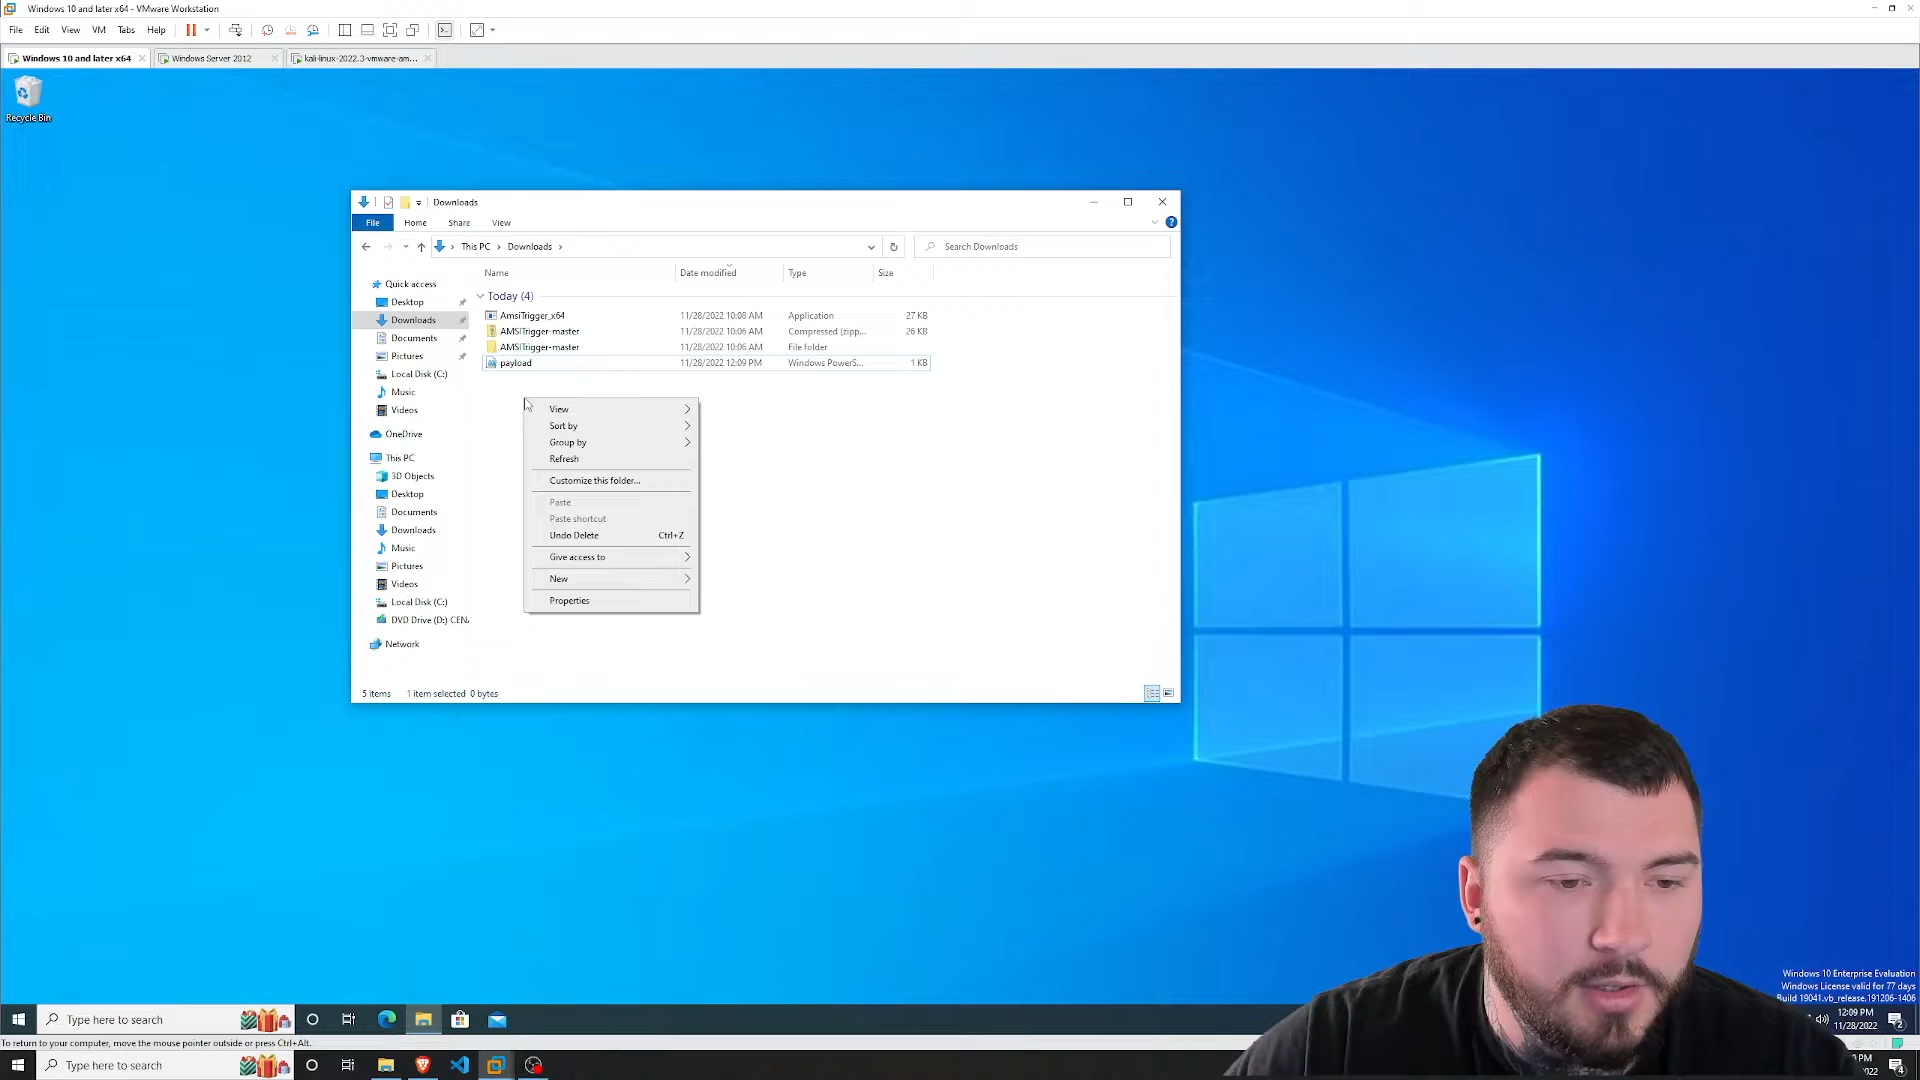 Windows 10 and later x64 - VMware Workstation
File Edit View VM Tabs Help
Windows 10 and later x64 Windows Server 2012 kali-linux-2022.3-vmware-am...
Recycle Bin
Downloads
File Home Share View
This PC Downloads Search Downloads
Name Date modified Type Size
Quick access
Desktop
Downloads
Documents
Pictures
Local Disk (C:)
Music
Videos
OneDrive
This PC
3D Objects
Desktop
Documents
Downloads
Music
Pictures
Videos
Local Disk (C:)
DVD Drive (D:) CEN
Network
Today (4)
AmsiTrigger_x64 11/28/2022 10:08 AM Application 27 KB
AMSITrigger-master 11/28/2022 10:06 AM Compressed (zipp... 26 KB
AMSITrigger-master 11/28/2022 10:06 AM File folder
payload 11/28/2022 12:09 PM Windows PowerS... 1 KB
View
Sort by
Group by
Refresh
Customize this folder...
Paste
Paste shortcut
Undo Delete Ctrl+Z
Give access to
New
Properties
5 items 1 item selected 0 bytes
Windows 10 Enterprise Evaluation
Windows License valid for 77 days
Build 19041.vb_release.191206-1406
Type here to search
12:09 PM
11/28/2022
2
To return to your computer, move the mouse pointer outside or press Ctrl+Alt.
Type here to search
PM
2022
4